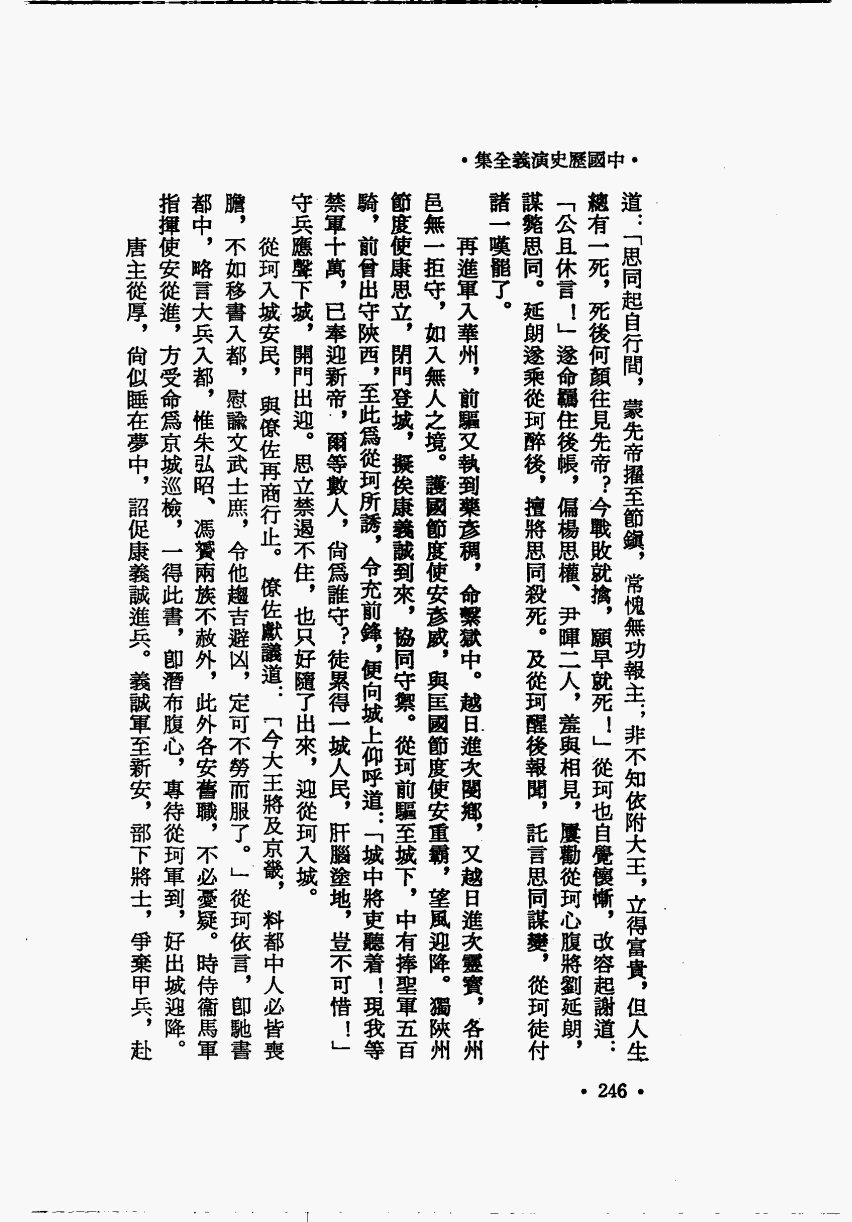 •中國歷史演義全集•
道：「思同起自行間，蒙先帝擢至節鎭，常愧無功報主；非不知依附大王，立得富貴，但人生
總有一死，死後何顏往見先帝？今戰敗就擒，願早就死！」從珂也自覺懷慚，改容起謝道：
「公且休言！」遂命羈住後帳，偏楊思權、尹暉二人，羞與相見，屢勸從珂心腹將劉延朗，
謀斃思同。延朗遂乘從珂醉後，擅將思同殺死。及從珂醒後報聞，託言思同謀變，從珂徒付
諸一嘆罷了。
再進軍入華州，前驅又執到藥彥稠，命繫獄中。越日進次閿鄉，又越日進次靈寶，各州
邑無一拒守，如入無人之境。護國節度使安彥威，與匡國節度使安重霸，望風迎降。獨陝州
節度使康思立，閉門登城，擬俟康義誠到來，協同守禦。從珂前驅至城下，中有捧聖軍五百
騎，前曾出守陝西，至此爲從珂所誘，令充前鋒，便向城上仰呼道：「城中將吏聽着！現我等
禁軍十萬，已奉迎新帝，爾等數人，尙爲誰守？徒累得一城人民，肝腦塗地，豈不可惜！」
守兵應聲下城，開門出迎。思立禁遏不住，也只好隨了出來，迎從珂入城。
從珂入城安民，與僚佐再商行止。僚佐獻議道：「今大王將及京畿，料都中人必皆喪
膽，不如移書入都，慰諭文武士庶，令他趨吉避凶，定可不勞而服了。」從珂依言，卽馳書
都中，略言大兵入都，惟朱弘昭、馮贇兩族不赦外，此外各安舊職，不必憂疑。時侍衞馬軍
指揮使安從進，方受命爲京城巡檢，一得此書，卽潛布腹心，專待從珂軍到，好出城迎降。
唐主從厚，尙似睡在夢中，詔促康義誠進兵。義誠軍至新安，部下將士，爭棄甲兵，赴
•246•